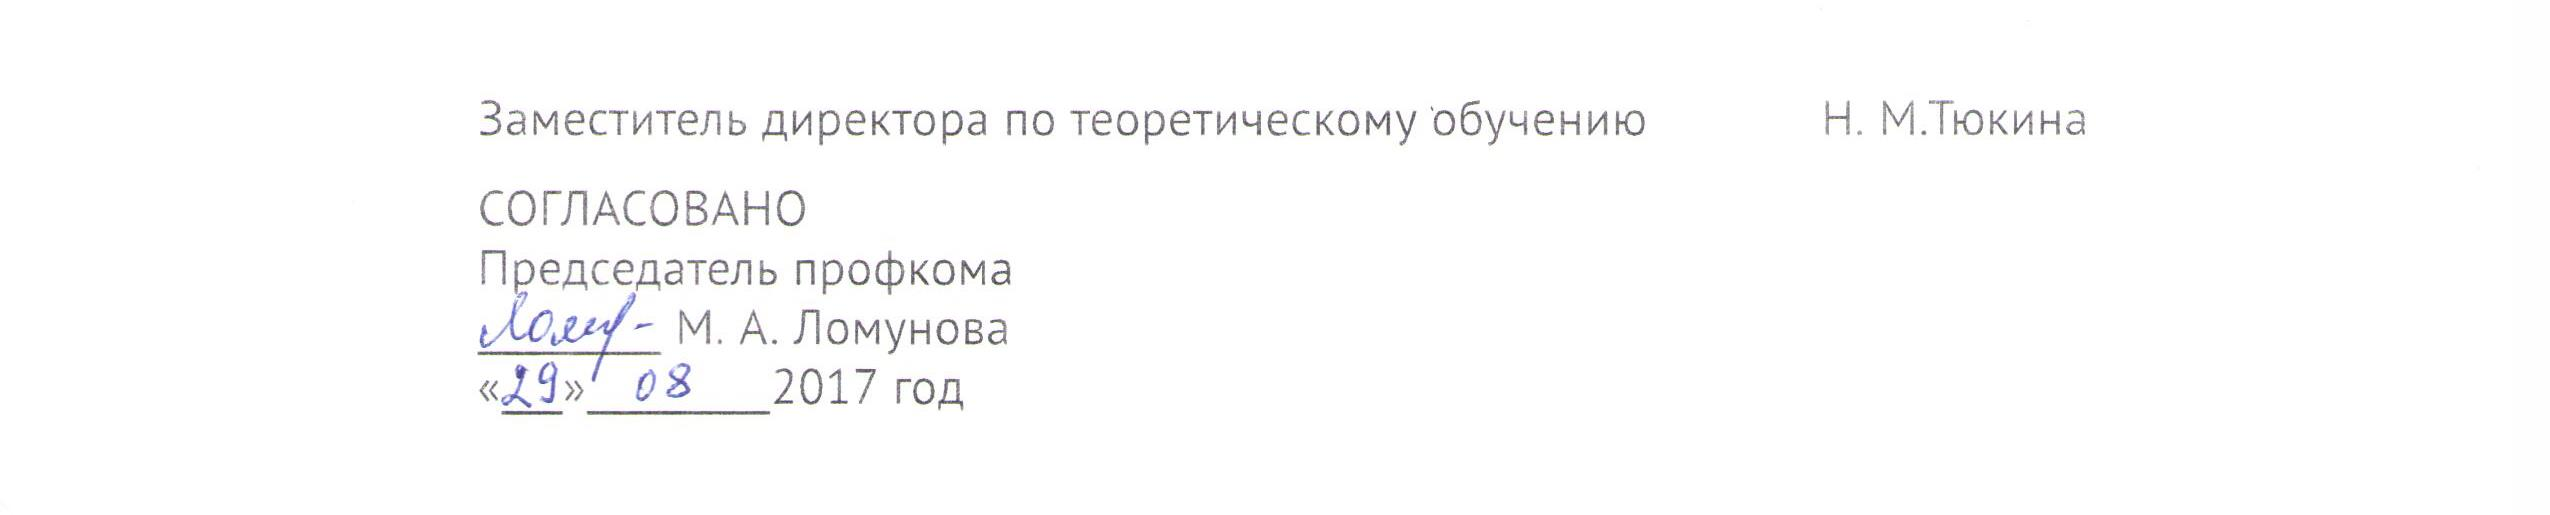 Заместитель директора по теоретическому обучению Н. М.Тюкина
СОГЛАСОВАНО
Председатель профкома
М. А. Ломунова
«29» 08 2017 год